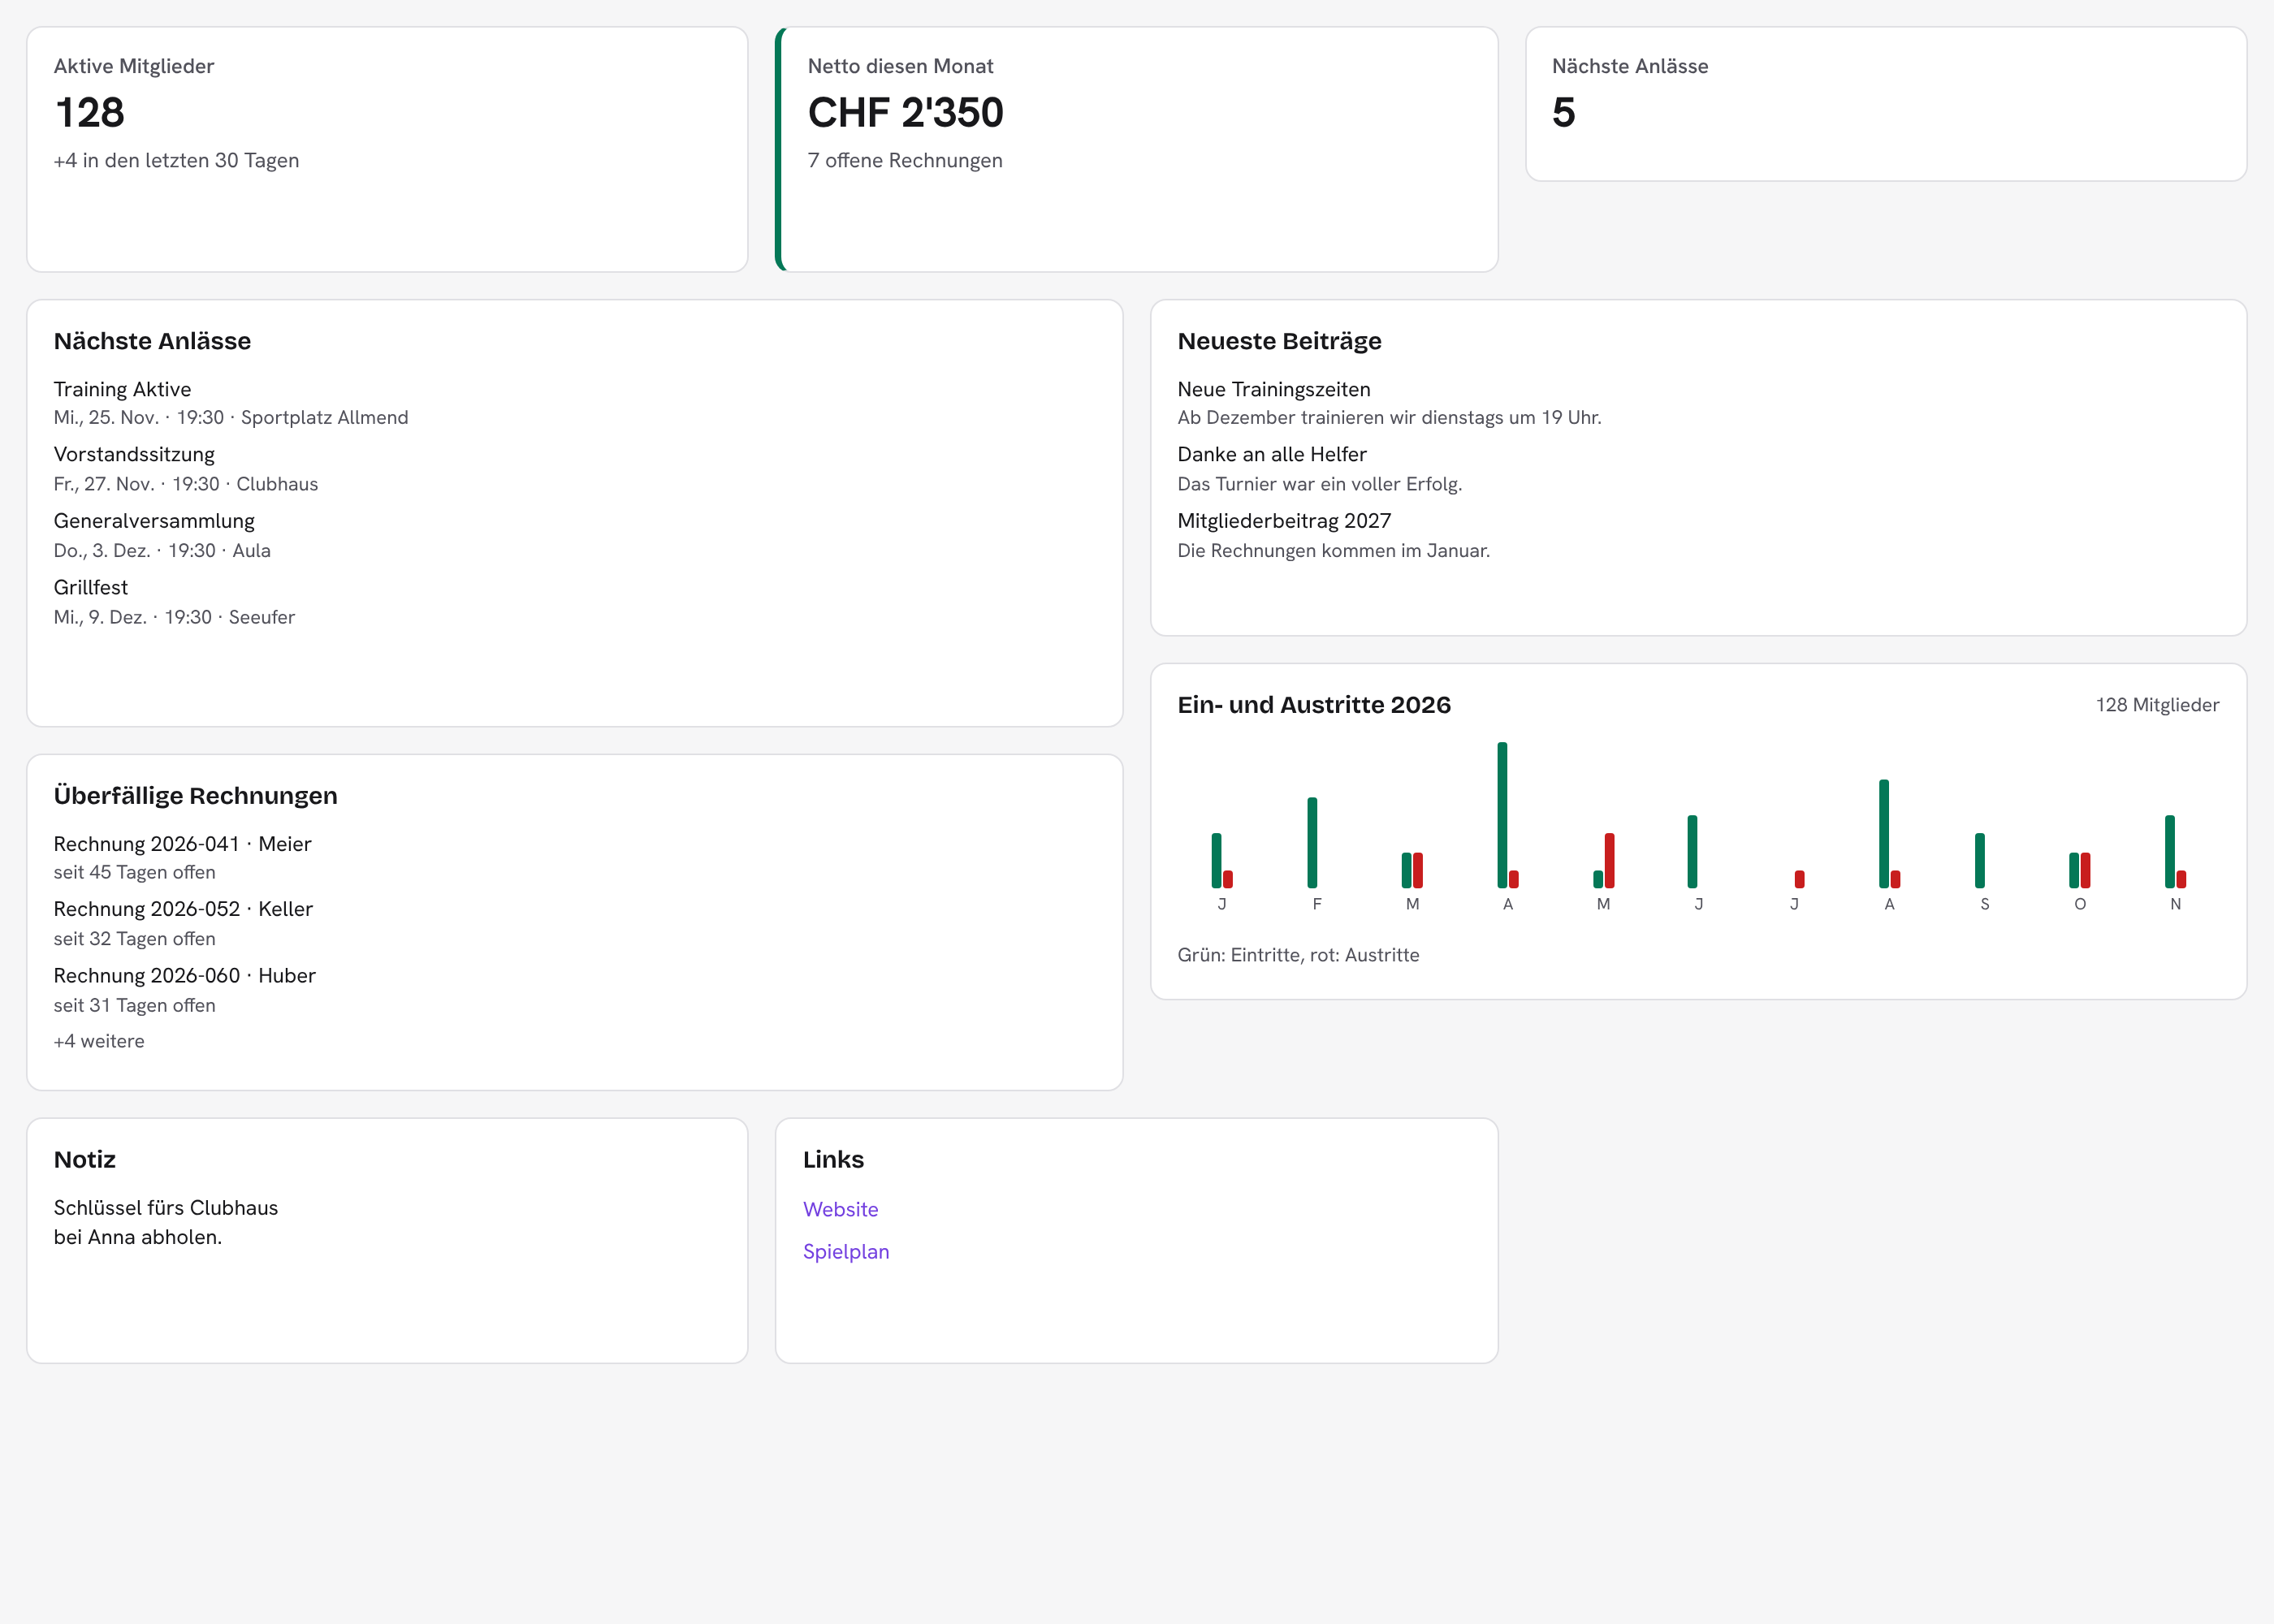 Aktive Mitglieder
128
+4 in den letzten 30 Tagen
Netto diesen Monat
CHF 2'350
7 offene Rechnungen
Nächste Anlässe
5
Nächste Anlässe
Training Aktive
Mi., 25. Nov. · 19:30 · Sportplatz Allmend
Vorstandssitzung
Fr., 27. Nov. · 19:30 · Clubhaus
Generalversammlung
Do., 3. Dez. · 19:30 · Aula
Grillfest
Mi., 9. Dez. · 19:30 · Seeufer
Neueste Beiträge
Neue Trainingszeiten
Ab Dezember trainieren wir dienstags um 19 Uhr.
Danke an alle Helfer
Das Turnier war ein voller Erfolg.
Mitgliederbeitrag 2027
Die Rechnungen kommen im Januar.
Ein- und Austritte 2026
128 Mitglieder
J F M A M J J A S O N
Grün: Eintritte, rot: Austritte
Überfällige Rechnungen
Rechnung 2026-041 · Meier
seit 45 Tagen offen
Rechnung 2026-052 · Keller
seit 32 Tagen offen
Rechnung 2026-060 · Huber
seit 31 Tagen offen
+4 weitere
Notiz
Schlüssel fürs Clubhaus
bei Anna abholen.
Links
Website
Spielplan